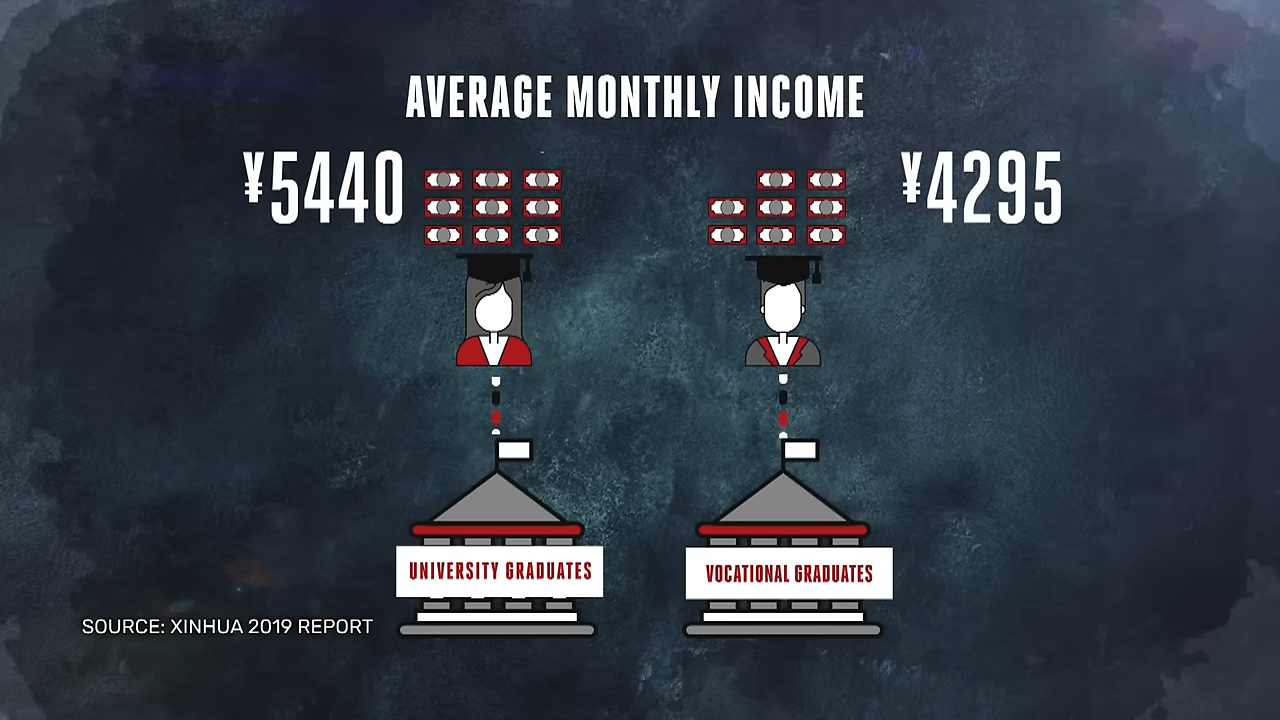 AVERAGE MONTHLY INCOME
¥5440
¥4295
UNIVERSITY GRADUATES
VOCATIONAL GRADUATES
SOURCE: XINHUA 2019 REPORT